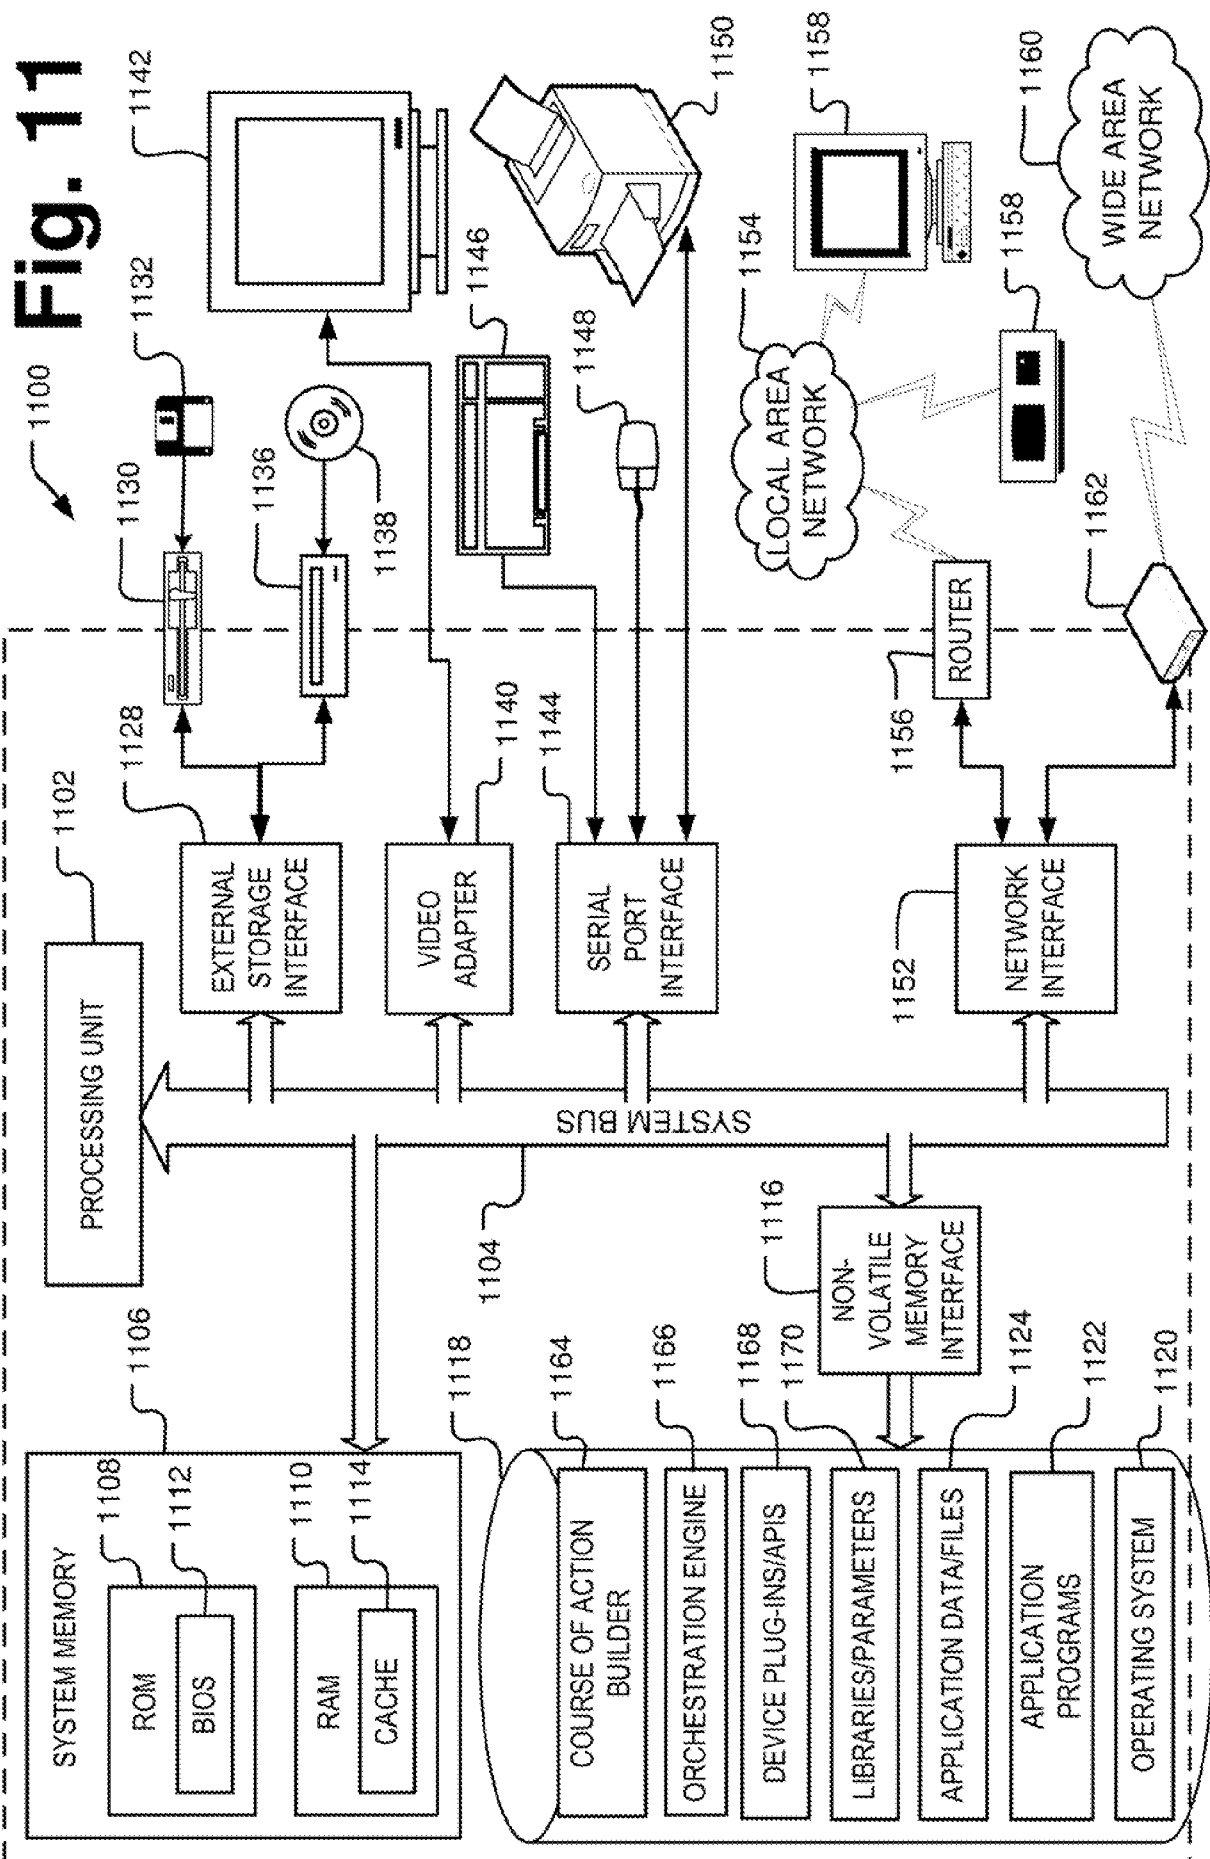 Fig. 11
1100
1106
SYSTEM MEMORY
1108
ROM
1112
BIOS
1110
RAM
1114
CACHE
1102
PROCESSING UNIT
1104
SYSTEM BUS
1128
EXTERNAL
STORAGE
INTERFACE
1130
1132
1136
1138
1140
VIDEO
ADAPTER
1142
1144
SERIAL
PORT
INTERFACE
1146
1148
1150
1118
1164
COURSE OF ACTION
BUILDER
1166
ORCHESTRATION ENGINE
1168
DEVICE PLUG-INS/APIS
1170
LIBRARIES/PARAMETERS
1124
APPLICATION DATA/FILES
1122
APPLICATION
PROGRAMS
1120
OPERATING SYSTEM
1116
NON-
VOLATILE
MEMORY
INTERFACE
1152
NETWORK
INTERFACE
1156
ROUTER
1154
LOCAL AREA
NETWORK
1158
1158
1162
1160
WIDE AREA
NETWORK